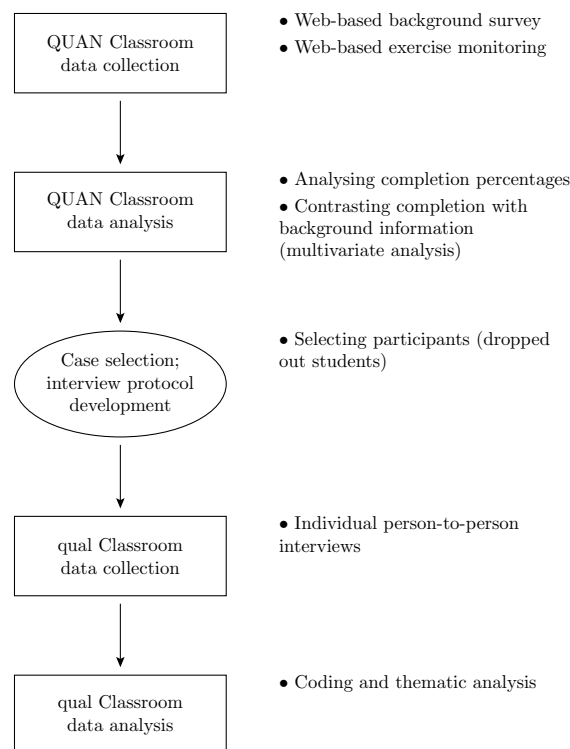 QUAN Classroom
data collection
• Web-based background survey
• Web-based exercise monitoring
QUAN Classroom
data analysis
• Analysing completion percentages
• Contrasting completion with
background information
(multivariate analysis)
Case selection;
interview protocol
development
• Selecting participants (dropped
out students)
qual Classroom
data collection
• Individual person-to-person
interviews
qual Classroom
data analysis
• Coding and thematic analysis